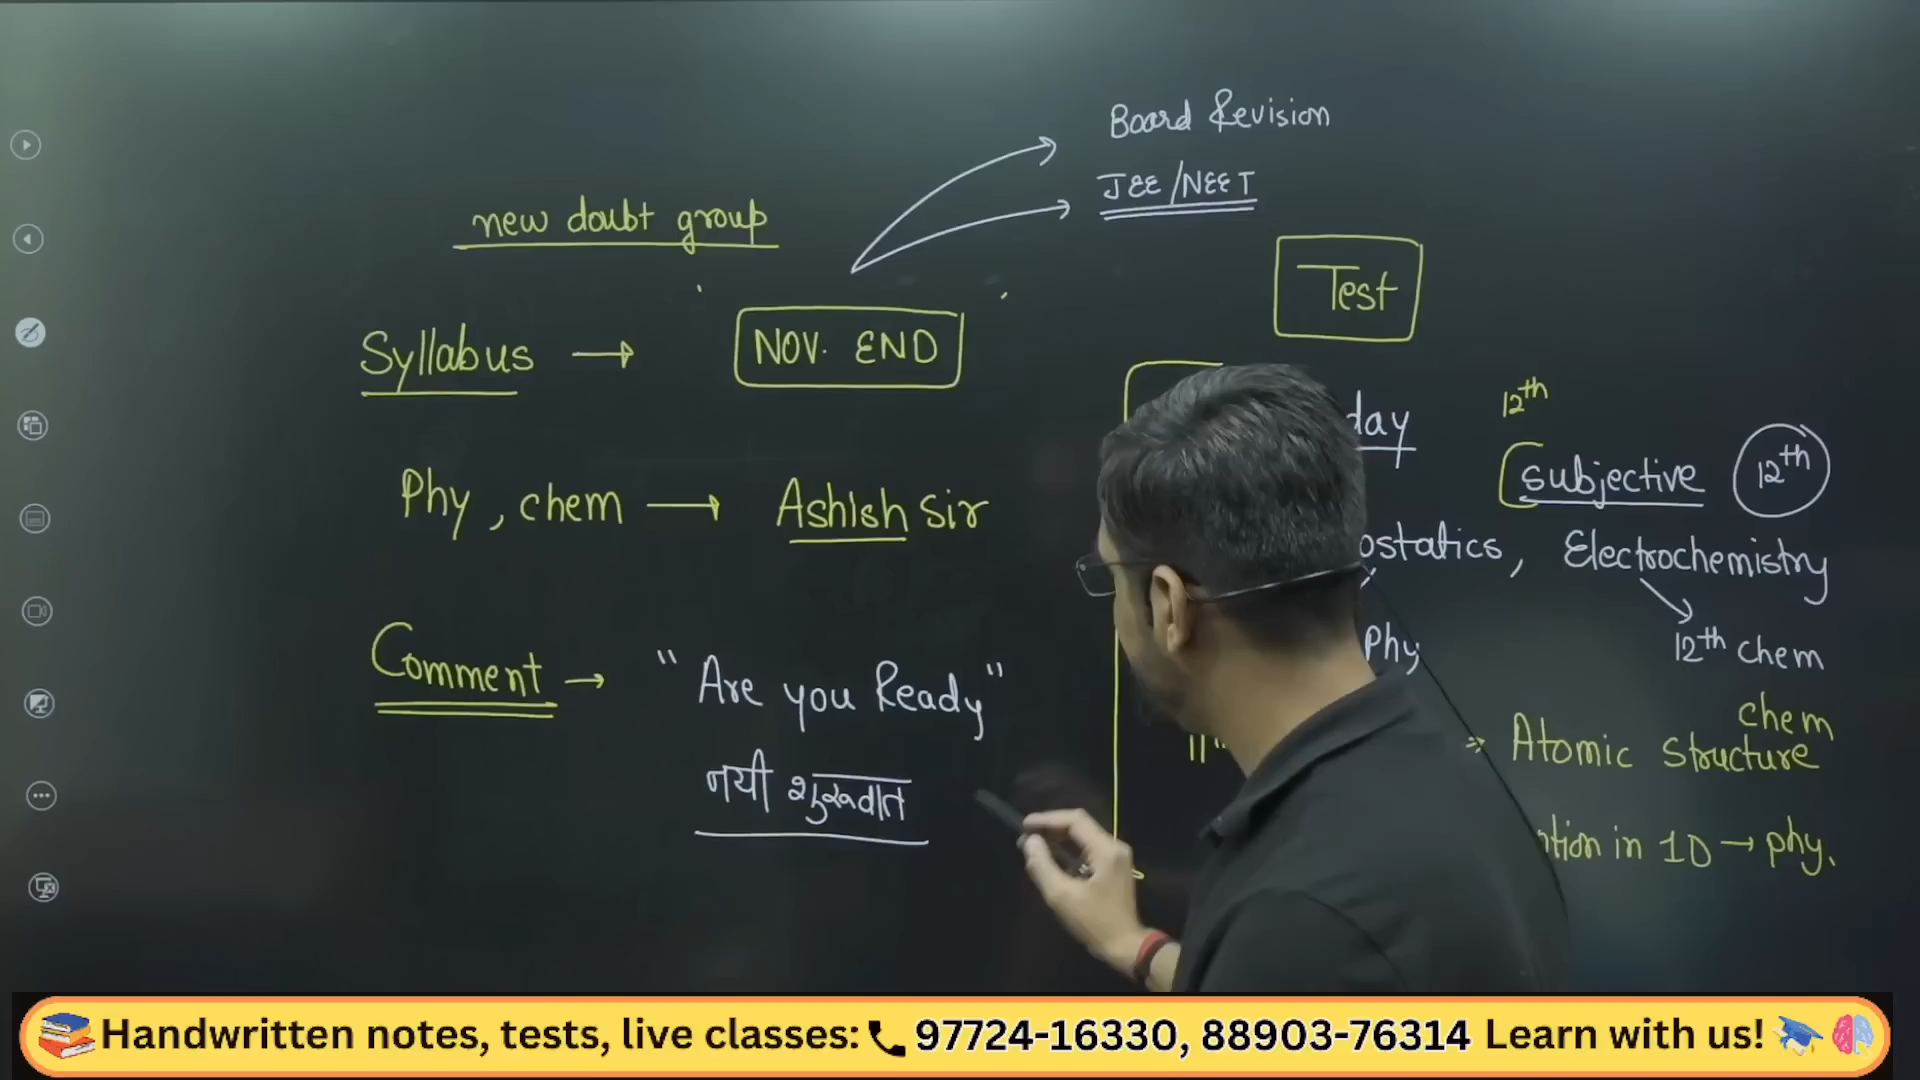 Board Revision
JEE/NEET
new doubt group
Test
Syllabus → NOV. END
12th
day
subjective 12th
Phy, chem → Ashish Sir
ostatics, Electrochemistry
Phy
12th chem
Comment → "Are you Ready"
chem
⇒ Atomic structure
नयी शुरुवात
tion in 1D → phy.
Handwritten notes, tests, live classes: 97724-16330, 88903-76314 Learn with us!